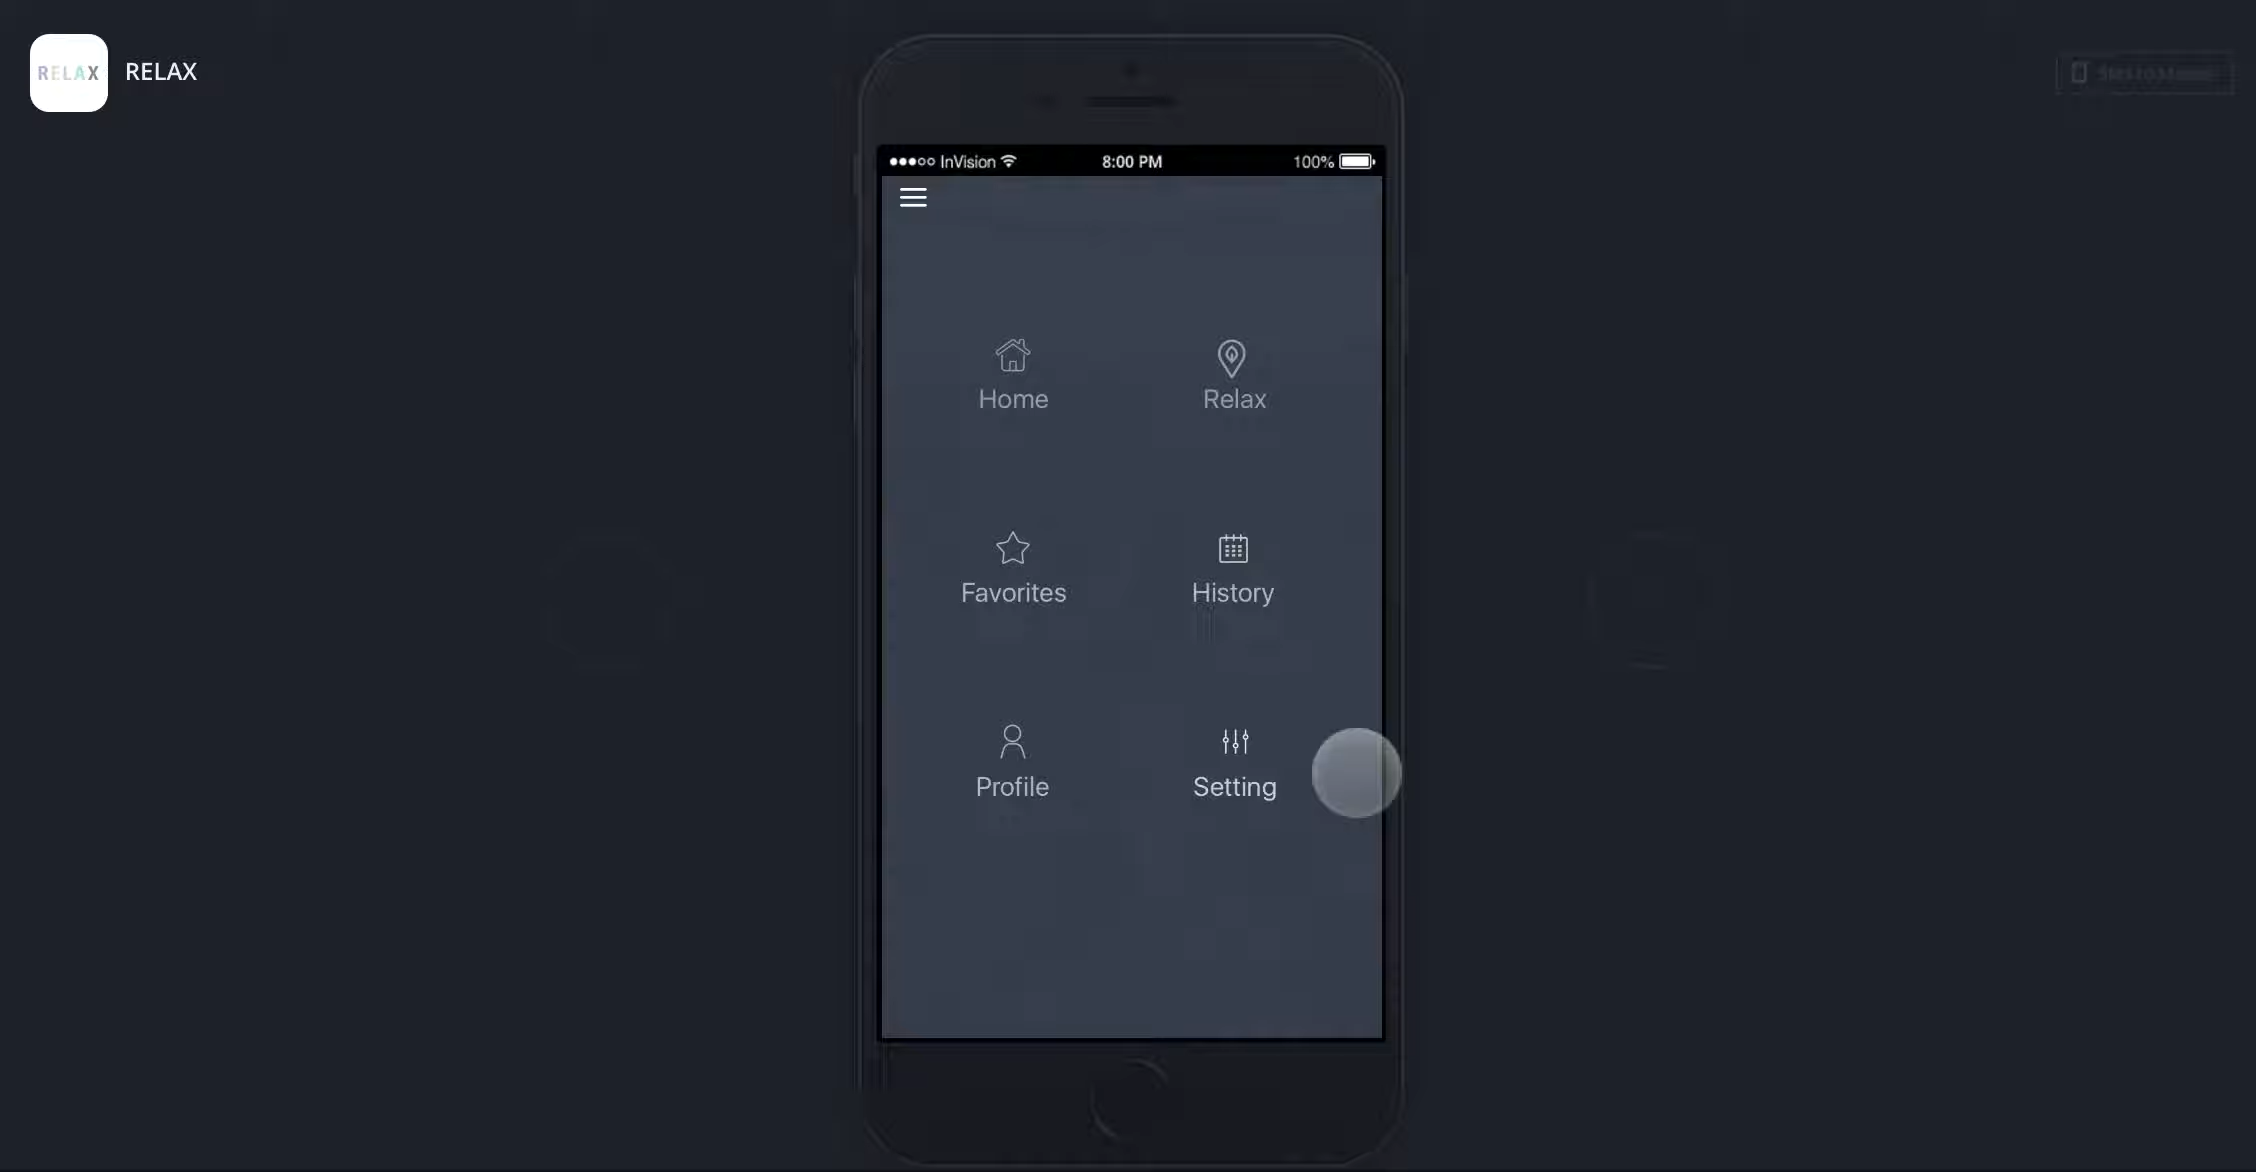 RELAX RELAX
InVision 8:00 PM 100%
Home Relax
Favorites History
Profile Setting